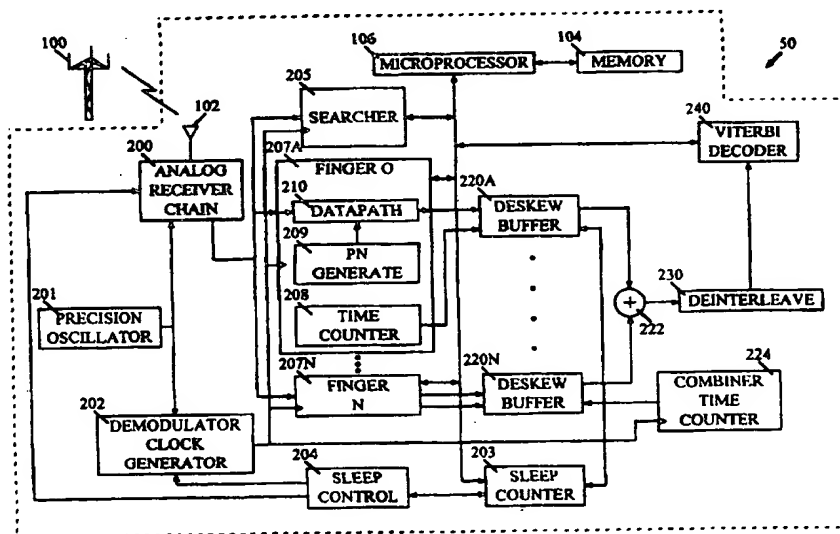 100
106
104
MICROPROCESSOR
MEMORY
50
205
SEARCHER
102
240
VITERBI
DECODER
200
ANALOG
RECEIVER
CHAIN
207A
FINGER O
210
DATAPATH
220A
DESKEW
BUFFER
209
PN
GENERATE
201
PRECISION
OSCILLATOR
208
TIME
COUNTER
+
222
230
DEINTERLEAVE
207N
FINGER
N
220N
DESKEW
BUFFER
224
COMBINER
TIME
COUNTER
202
DEMODULATOR
CLOCK
GENERATOR
204
SLEEP
CONTROL
203
SLEEP
COUNTER